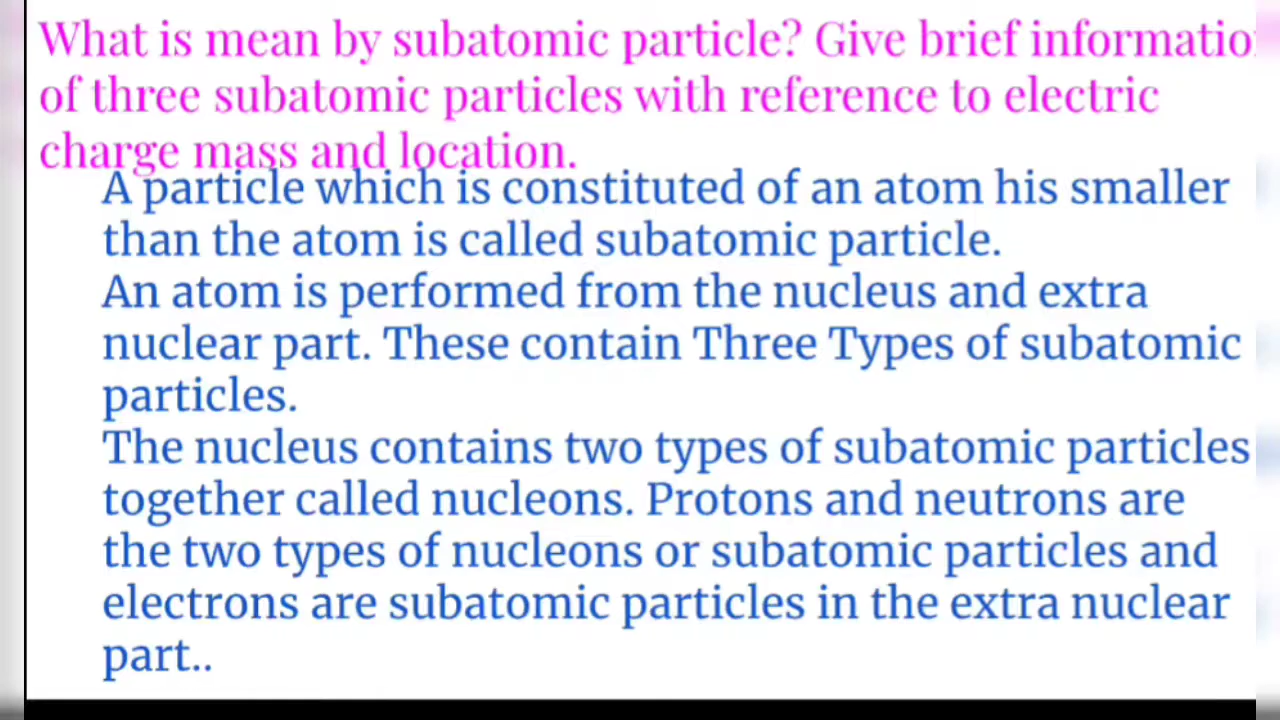 What is mean by subatomic particle? Give brief informatio
of three subatomic particles with reference to electric
charge mass and location.
A particle which is constituted of an atom his smaller
than the atom is called subatomic particle.
An atom is performed from the nucleus and extra
nuclear part. These contain Three Types of subatomic
particles.
The nucleus contains two types of subatomic particles
together called nucleons. Protons and neutrons are
the two types of nucleons or subatomic particles and
electrons are subatomic particles in the extra nuclear
part..